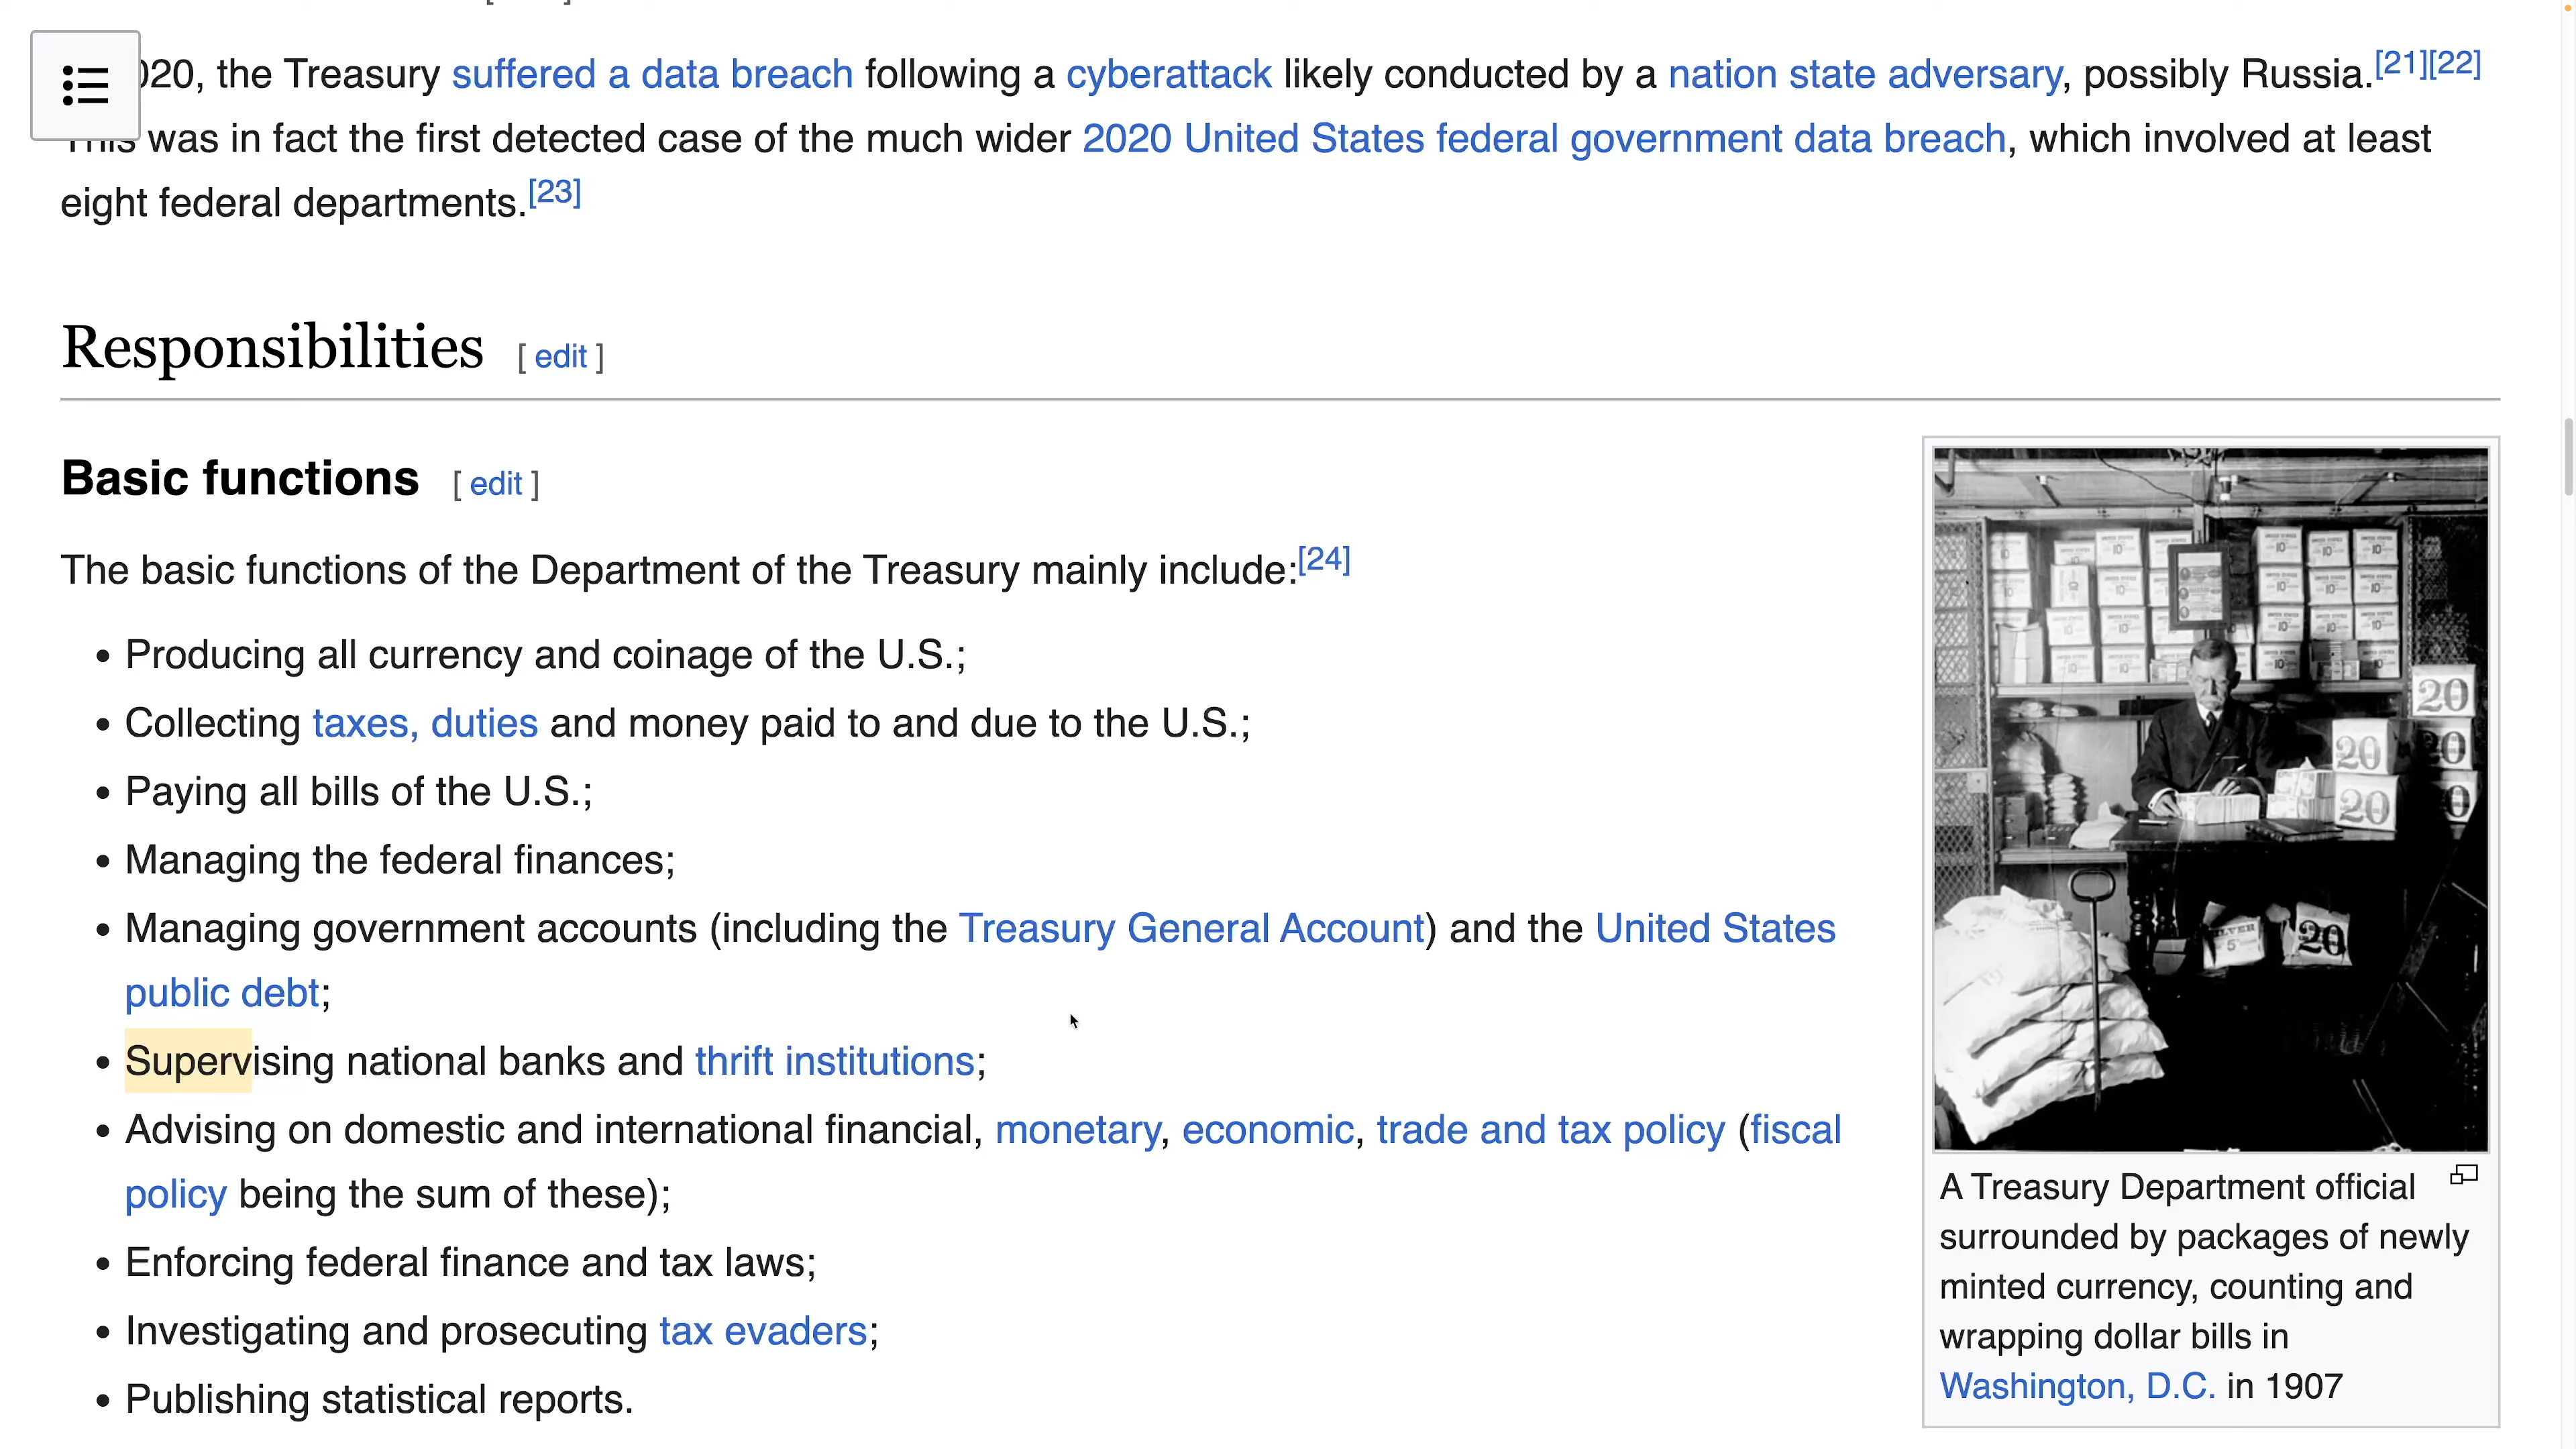 020, the Treasury suffered a data breach following a cyberattack likely conducted by a nation state adversary, possibly Russia.[21][22]
This was in fact the first detected case of the much wider 2020 United States federal government data breach, which involved at least
eight federal departments.[23]
Responsibilities [ edit ]
Basic functions [ edit ]
The basic functions of the Department of the Treasury mainly include:[24]
• Producing all currency and coinage of the U.S.;
• Collecting taxes, duties and money paid to and due to the U.S.;
• Paying all bills of the U.S.;
• Managing the federal finances;
• Managing government accounts (including the Treasury General Account) and the United States
public debt;
• Supervising national banks and thrift institutions;
• Advising on domestic and international financial, monetary, economic, trade and tax policy (fiscal
policy being the sum of these);
• Enforcing federal finance and tax laws;
• Investigating and prosecuting tax evaders;
• Publishing statistical reports.
20
20
20
20
A Treasury Department official
surrounded by packages of newly
minted currency, counting and
wrapping dollar bills in
Washington, D.C. in 1907